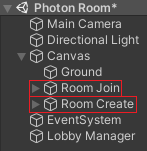 Photon Room*
Main Camera
Directional Light
Canvas
Ground
Room Join
Room Create
EventSystem
Lobby Manager